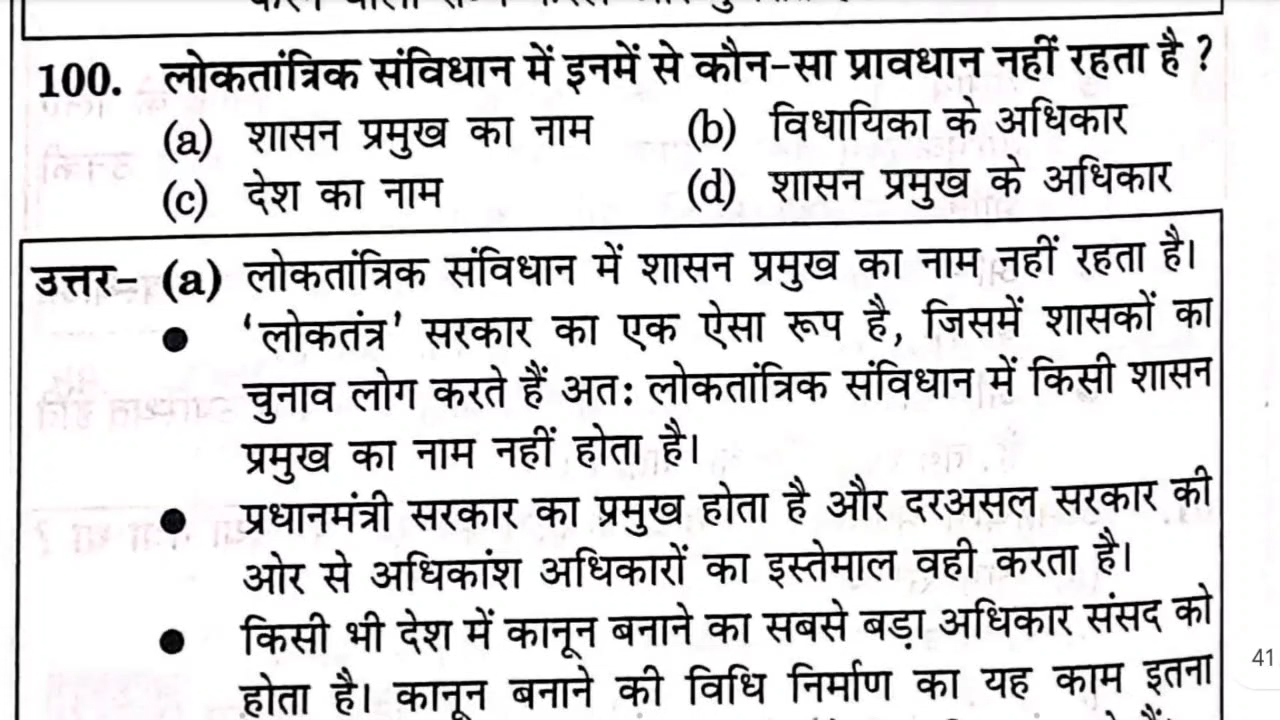 100. लोकतांत्रिक संविधान में इनमें से कौन-सा प्रावधान नहीं रहता है ?
(a) शासन प्रमुख का नाम (b) विधायिका के अधिकार
(c) देश का नाम (d) शासन प्रमुख के अधिकार
उत्तर- (a) लोकतांत्रिक संविधान में शासन प्रमुख का नाम नहीं रहता है।
● 'लोकतंत्र' सरकार का एक ऐसा रूप है, जिसमें शासकों का
चुनाव लोग करते हैं अत: लोकतांत्रिक संविधान में किसी शासन
प्रमुख का नाम नहीं होता है।
● प्रधानमंत्री सरकार का प्रमुख होता है और दरअसल सरकार की
ओर से अधिकांश अधिकारों का इस्तेमाल वही करता है।
● किसी भी देश में कानून बनाने का सबसे बड़ा अधिकार संसद को
होता है। कानून बनाने की विधि निर्माण का यह काम इतना
41